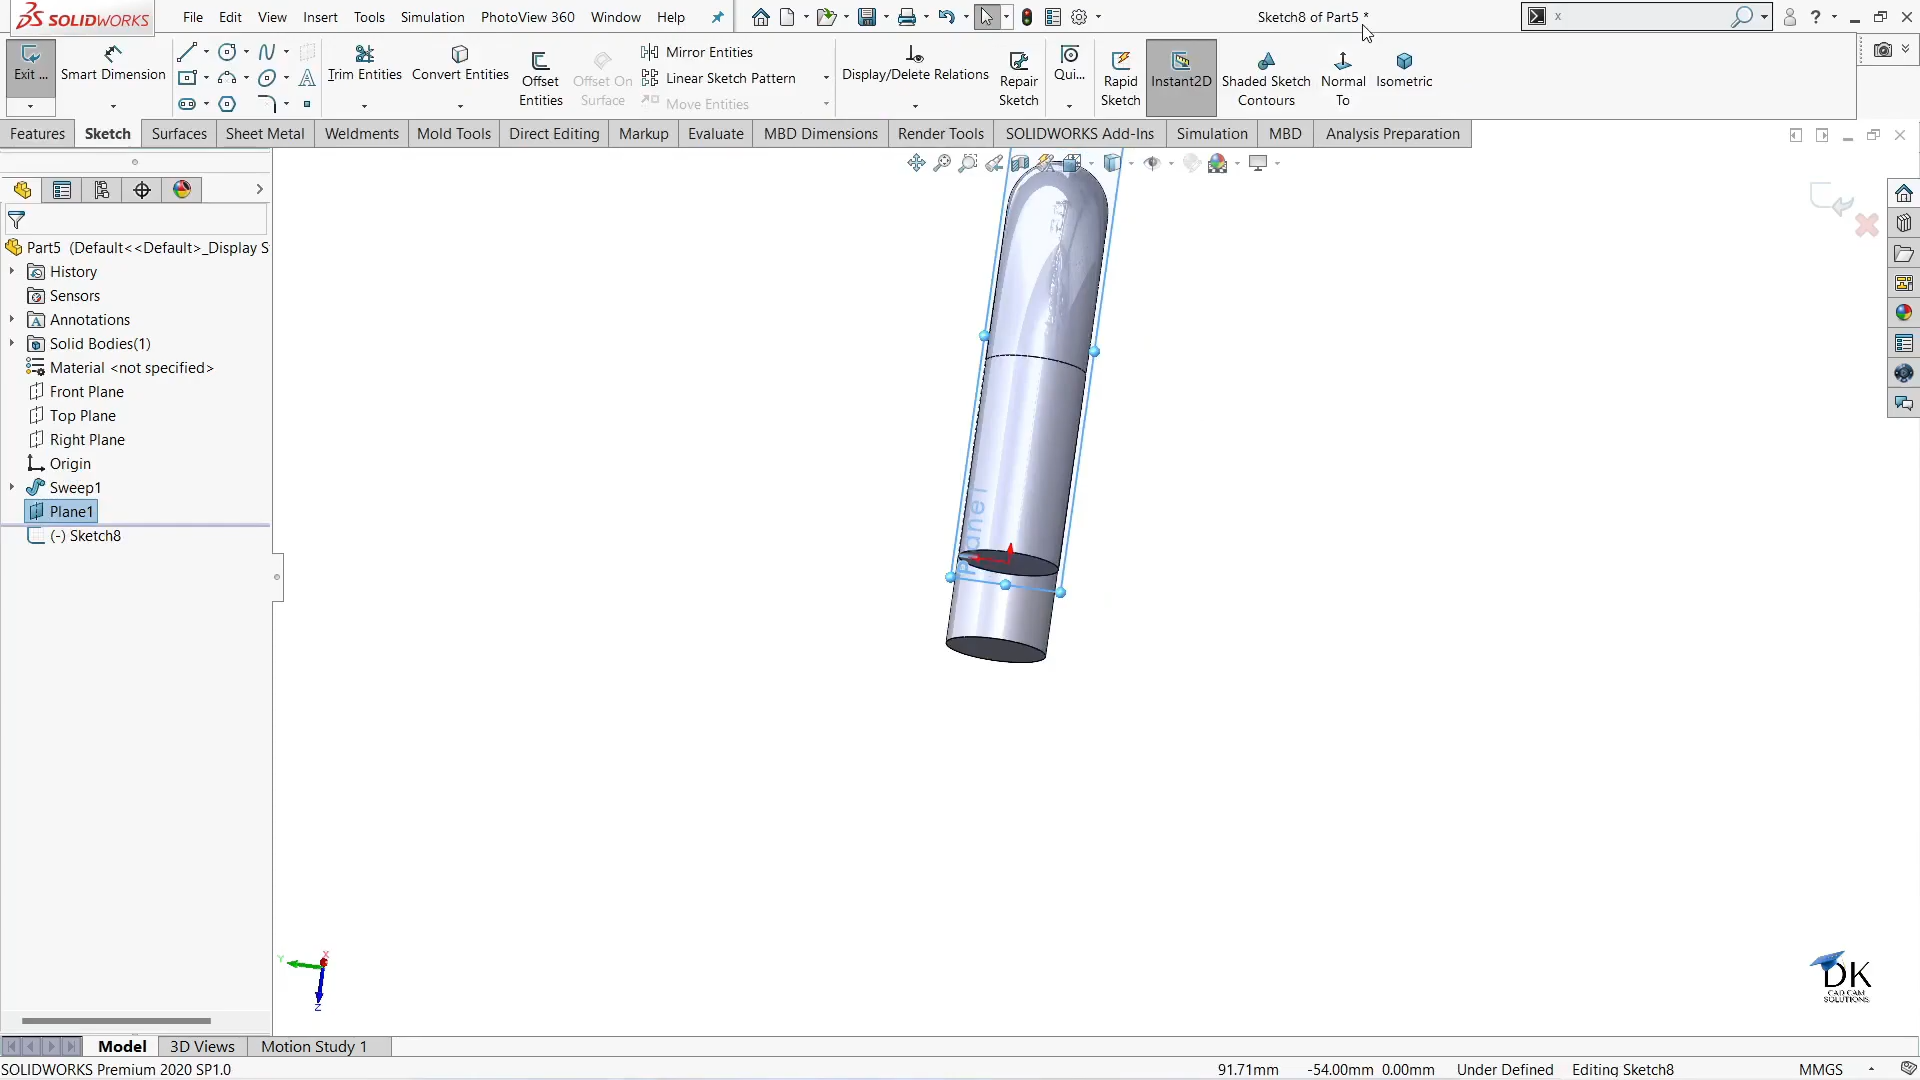 SOLIDWORKS File Edit View Insert Tools Simulation PhotoView 360 Window Help Sketch8 of Part5 * x ?
Exit ... Smart Dimension Trim Entities Convert Entities Offset Entities Offset On Surface Mirror Entities Linear Sketch Pattern Move Entities Display/Delete Relations Repair Sketch Qui... Rapid Sketch Instant2D Shaded Sketch Contours Normal To Isometric
Features Sketch Surfaces Sheet Metal Weldments Mold Tools Direct Editing Markup Evaluate MBD Dimensions Render Tools SOLIDWORKS Add-Ins Simulation MBD Analysis Preparation
Part5 (Default<<Default>_Display S
History
Sensors
Annotations
Solid Bodies(1)
Material <not specified>
Front Plane
Top Plane
Right Plane
Origin
Sweep1
Plane1
(-) Sketch8
Plane1
Y X Z
DK
CAD CAM
SOLUTIONS
Model 3D Views Motion Study 1
SOLIDWORKS Premium 2020 SP1.0 91.71mm -54.00mm 0.00mm Under Defined Editing Sketch8 MMGS